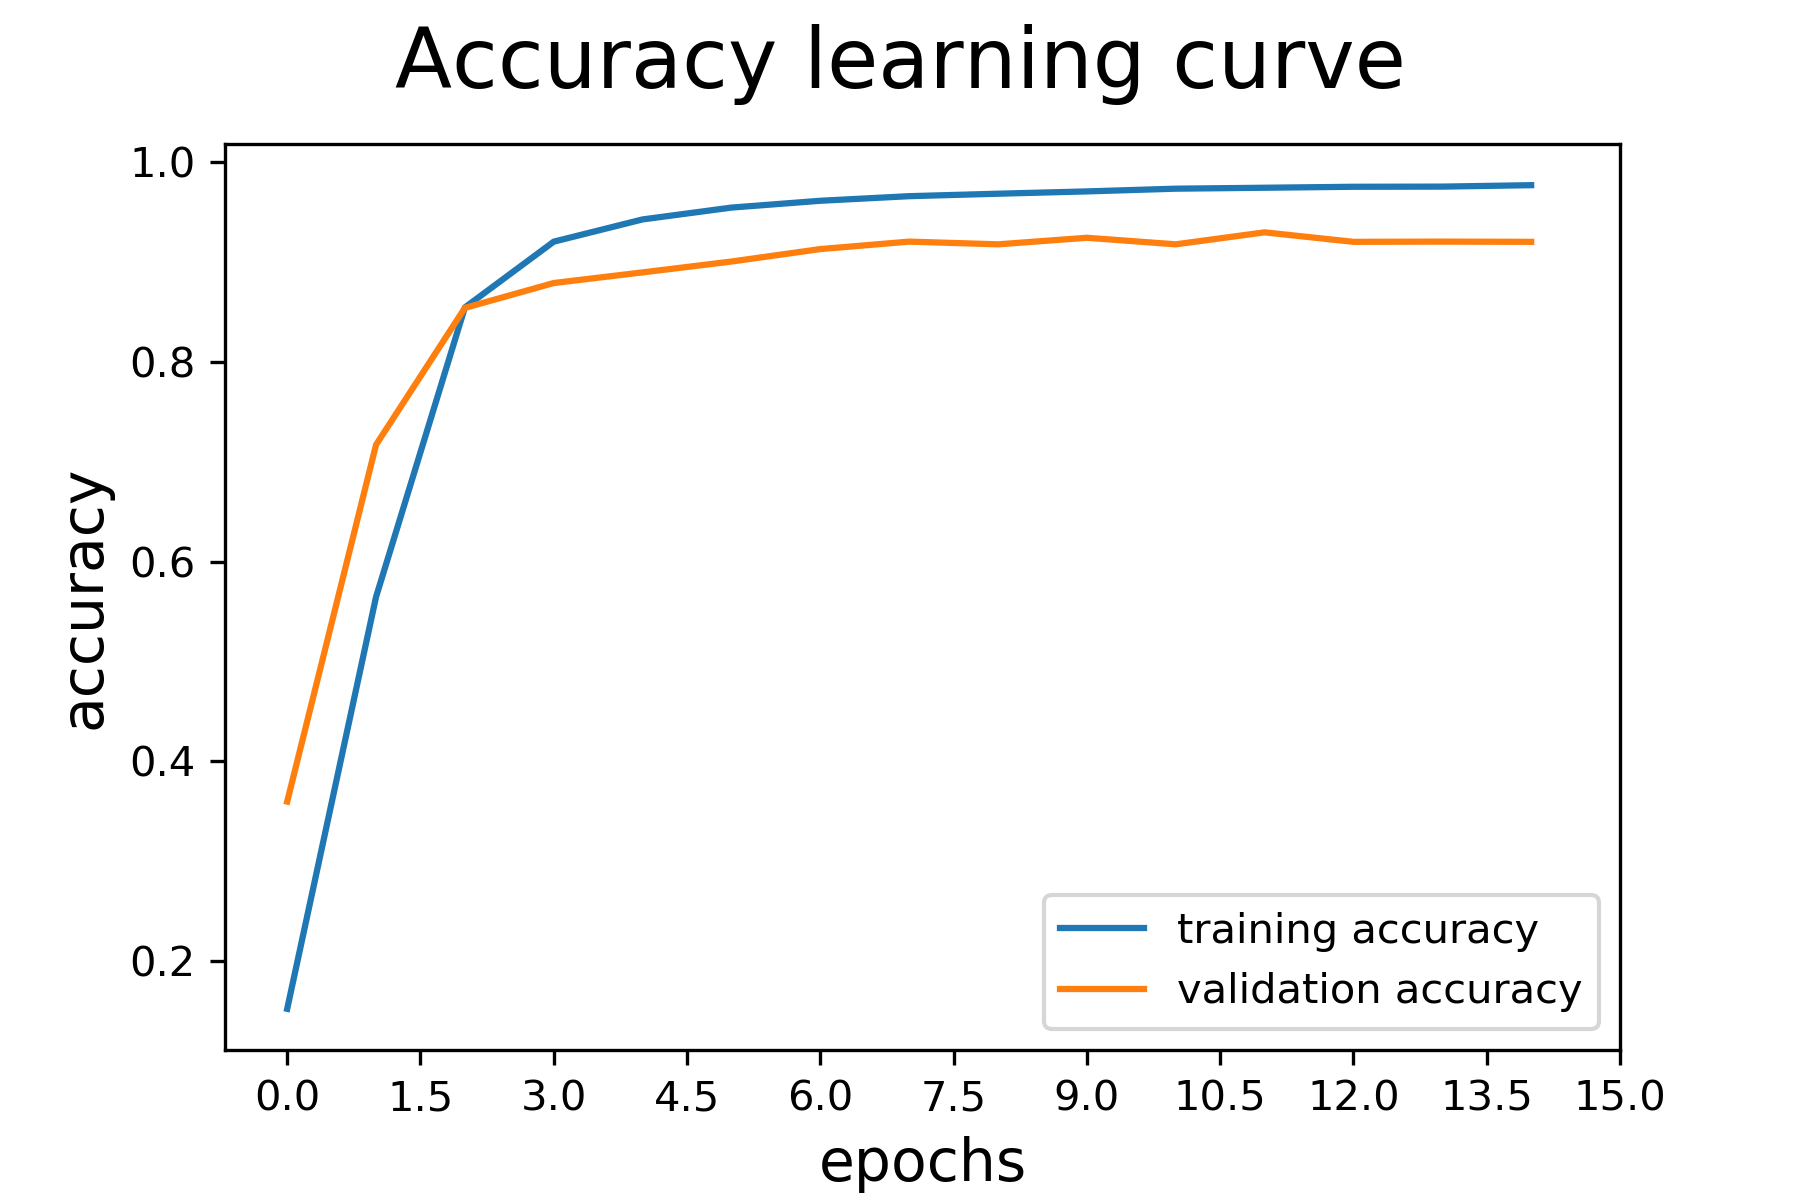 Accuracy learning curve
1.0
0.8
0.6
0.4
0.2
accuracy
training accuracy
validation accuracy
0.0 1.5 3.0 4.5 6.0 7.5 9.0 10.5 12.0 13.5 15.0
epochs